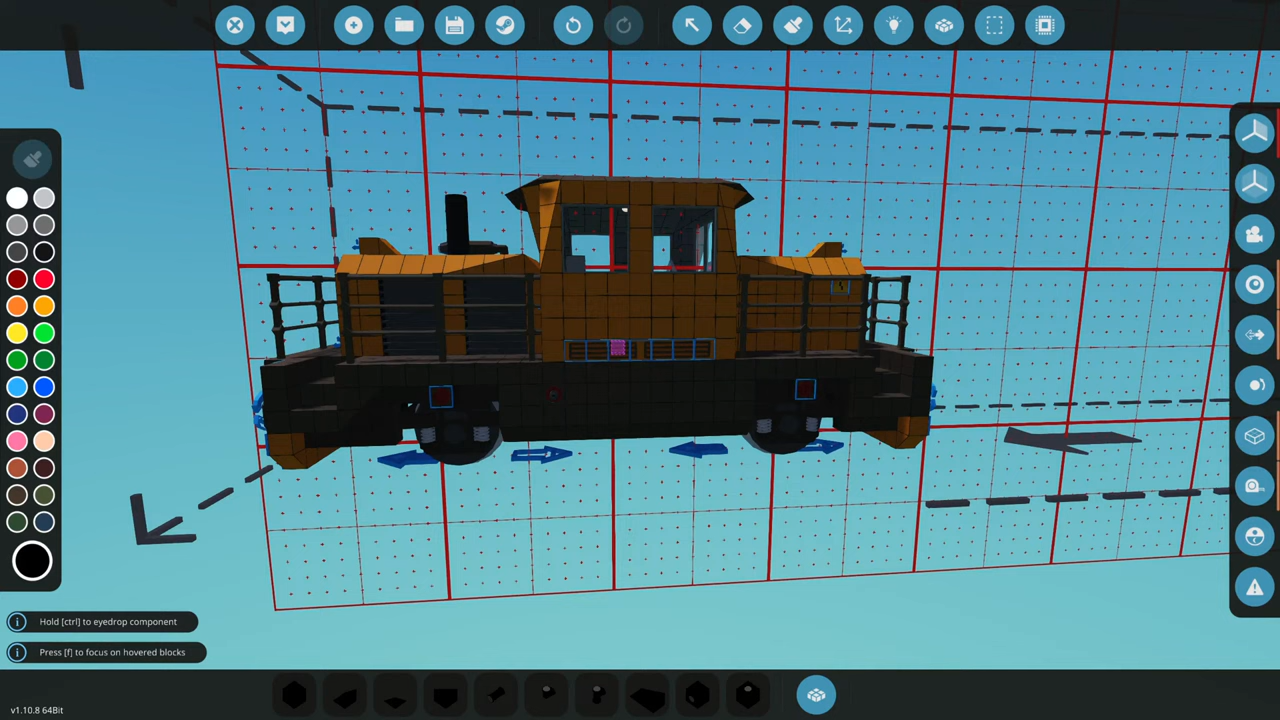 Hold [ctrl] to eyedrop component
Press [f] to focus on hovered blocks
v1.10.8 64Bit